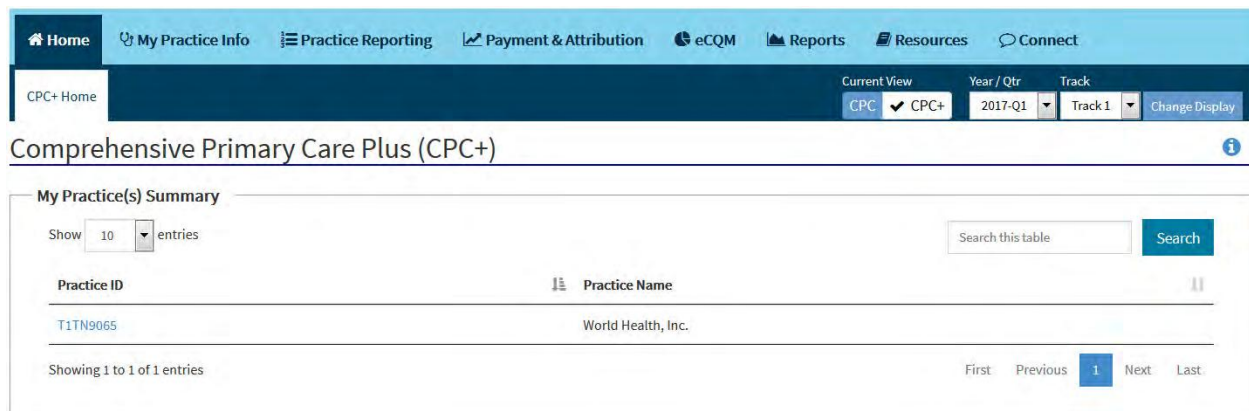 Home My Practice Info Practice Reporting Payment & Attribution eCQM Reports Resources Connect
CPC+ Home
Current View Year / Qtr Track
CPC CPC+ 2017-Q1 Track 1 Change Display
Comprehensive Primary Care Plus (CPC+)
My Practice(s) Summary
Show 10 entries Search this table Search
Practice ID Practice Name
T1TN9065 World Health, Inc.
Showing 1 to 1 of 1 entries First Previous 1 Next Last